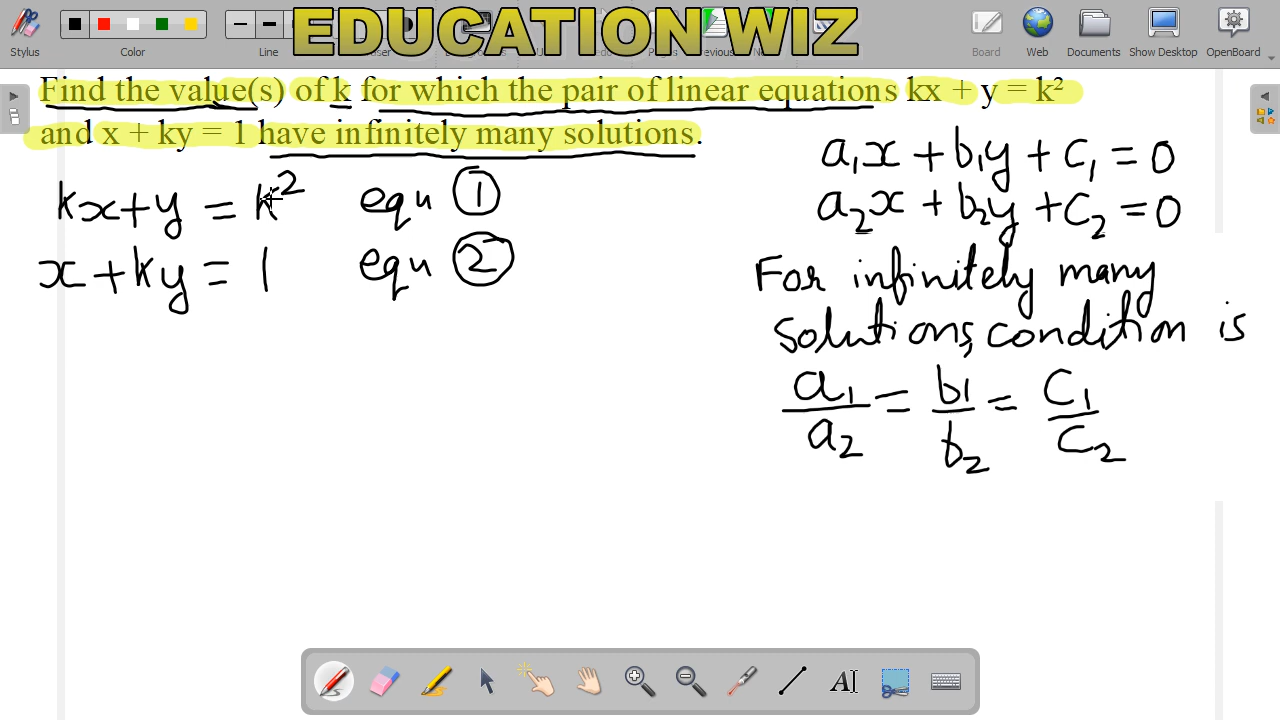 EDUCATION WIZ
Stylus
Color
Line
Board
Web
Documents
Show Desktop
OpenBoard
Find the value(s) of k for which the pair of linear equations kx + y = k²
and x + ky = 1 have infinitely many solutions.
kx+y = k² equ ①
x+ky = 1 equ ②
a₁x + b₁y + c₁ = 0
a₂x + b₂y + c₂ = 0
For infinitely many
solutions, condition is
a₁/a₂ = b₁/b₂ = c₁/c₂
AI